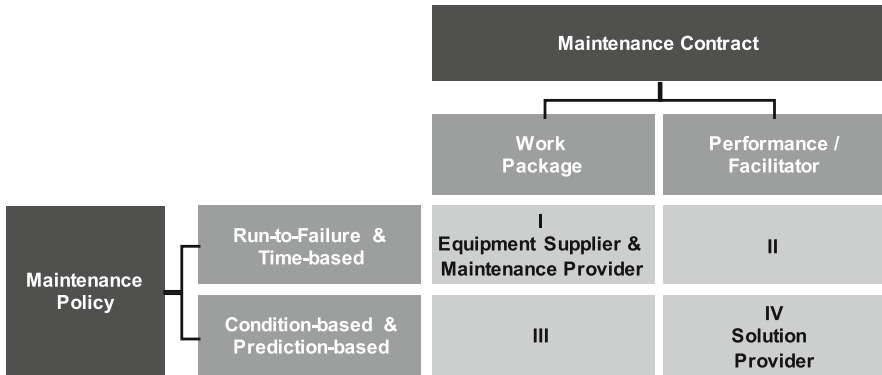 Maintenance Contract
Work
Package
Performance /
Facilitator
Maintenance
Policy
Run-to-Failure &
Time-based
I
Equipment Supplier &
Maintenance Provider
II
Condition-based &
Prediction-based
III
IV
Solution
Provider